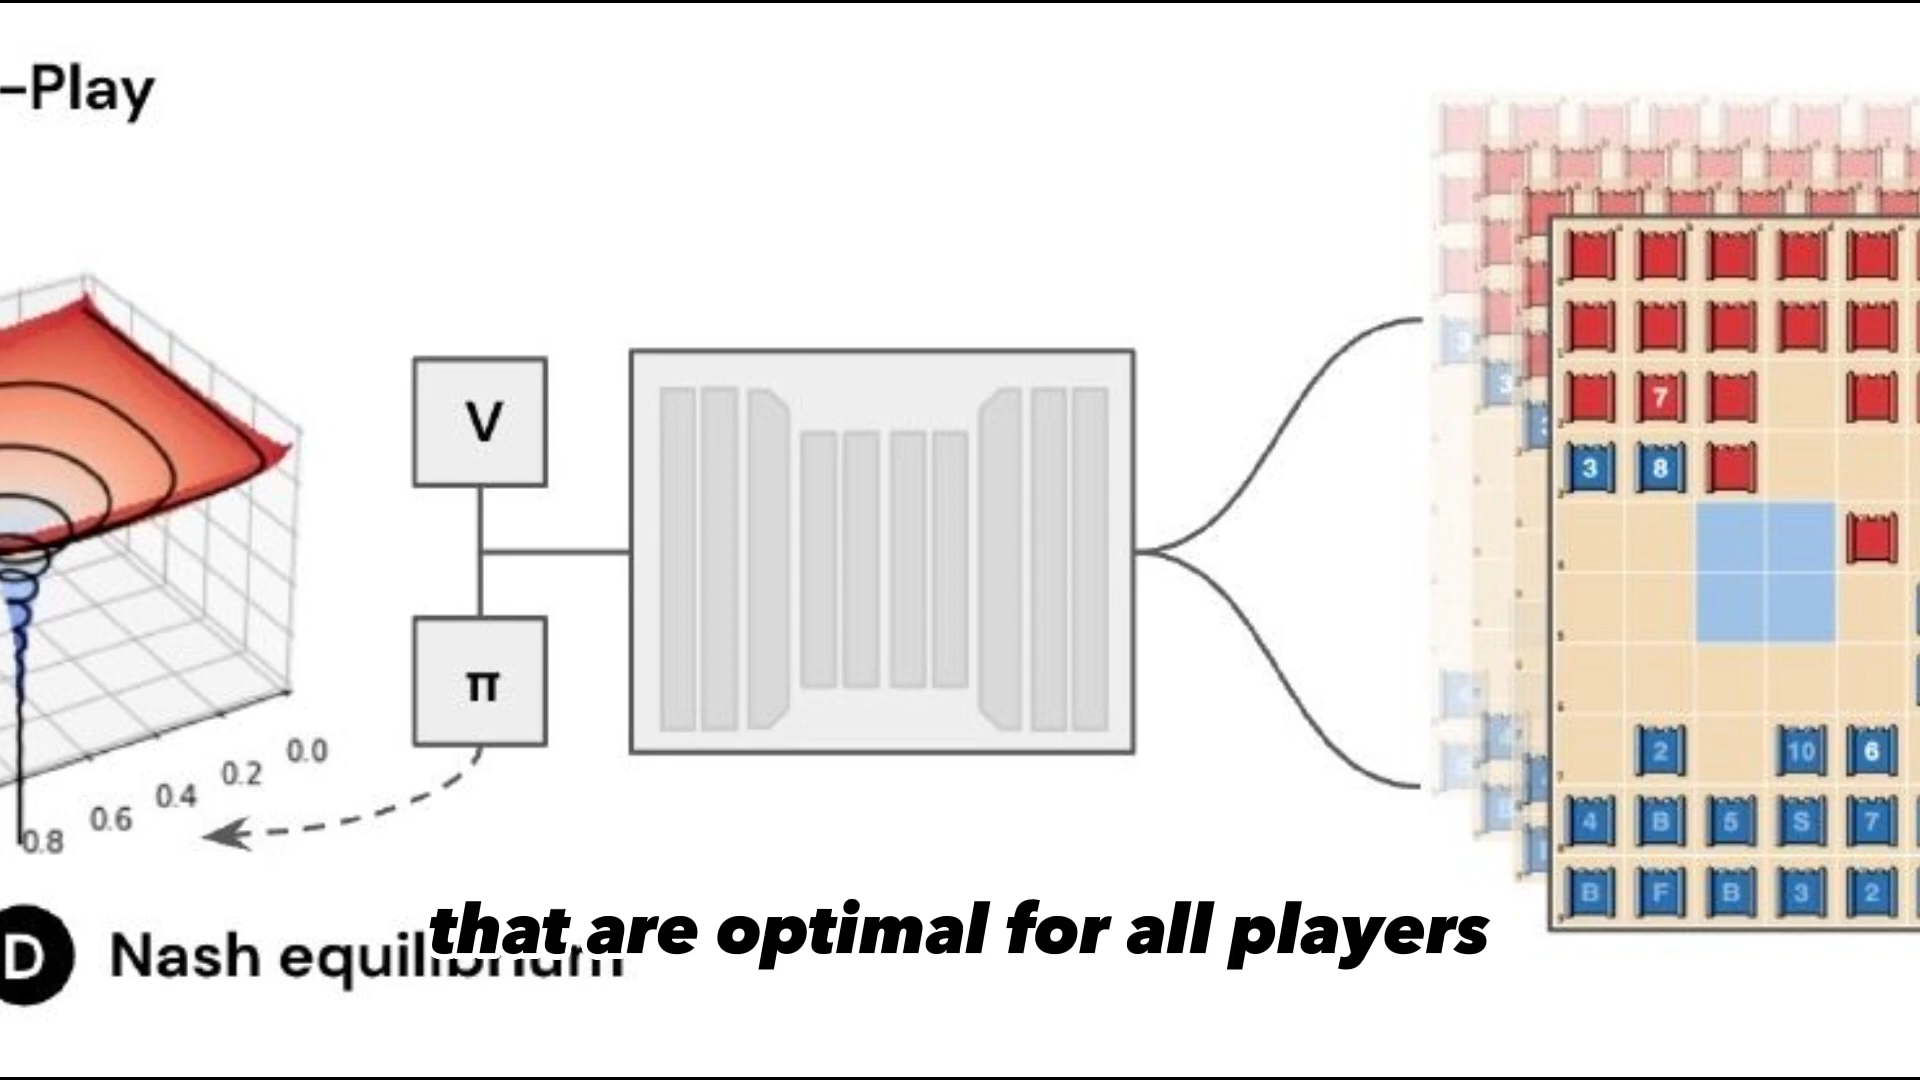 -Play
V
π
0.0
0.2
0.4
0.6
0.8
D Nash equilibrium
that are optimal for all players
7
3 8
2 10 6
4 B 5 S 7
B F B 3 2